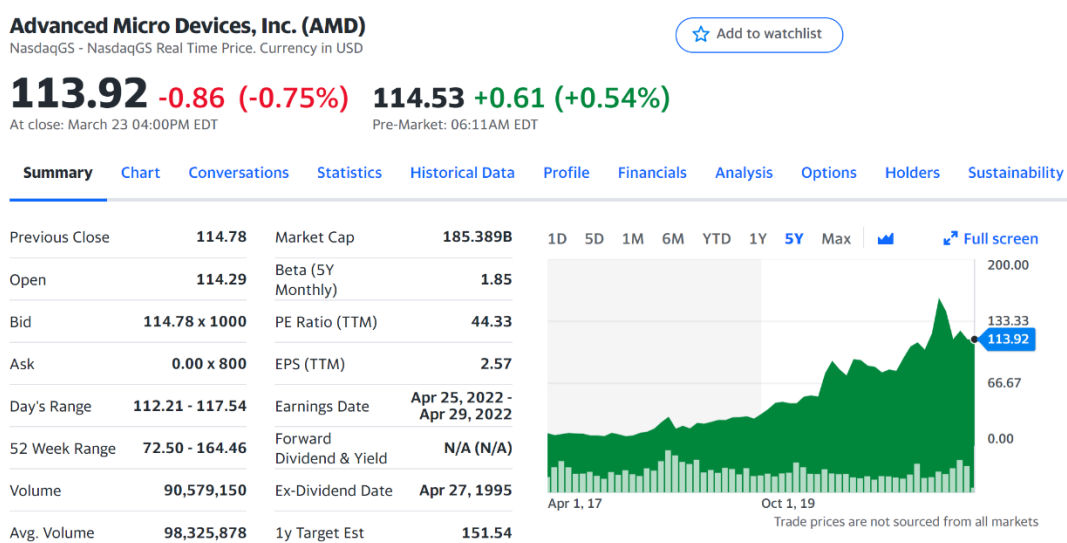 Advanced Micro Devices, Inc. (AMD)
Add to watchlist
NasdaqGS - NasdaqGS Real Time Price. Currency in USD
113.92 -0.86 (-0.75%) 114.53 +0.61 (+0.54%)
At close: March 23 04:00PM EDT Pre-Market: 06:11AM EDT
Summary Chart Conversations Statistics Historical Data Profile Financials Analysis Options Holders Sustainability
Previous Close 114.78
Open 114.29
Bid 114.78 x 1000
Ask 0.00 x 800
Day's Range 112.21 - 117.54
52 Week Range 72.50 - 164.46
Volume 90,579,150
Avg. Volume 98,325,878
Market Cap 185.389B
Beta (5Y
Monthly) 1.85
PE Ratio (TTM) 44.33
EPS (TTM) 2.57
Earnings Date Apr 25, 2022 -
Apr 29, 2022
Forward
Dividend & Yield N/A (N/A)
Ex-Dividend Date Apr 27, 1995
1y Target Est 151.54
1D 5D 1M 6M YTD 1Y 5Y Max Full screen
200.00
133.33
113.92
66.67
0.00
Apr 1, 17 Oct 1, 19
Trade prices are not sourced from all markets